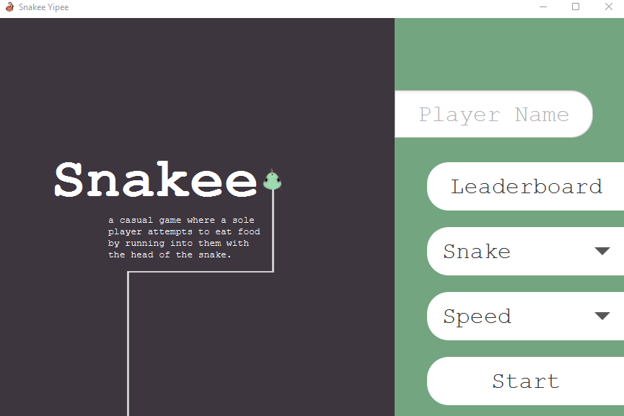 Snakee Yipee
Snakee
a casual game where a sole
player attempts to eat food
by running into them with
the head of the snake.
Player Name
Leaderboard
Snake
Speed
Start